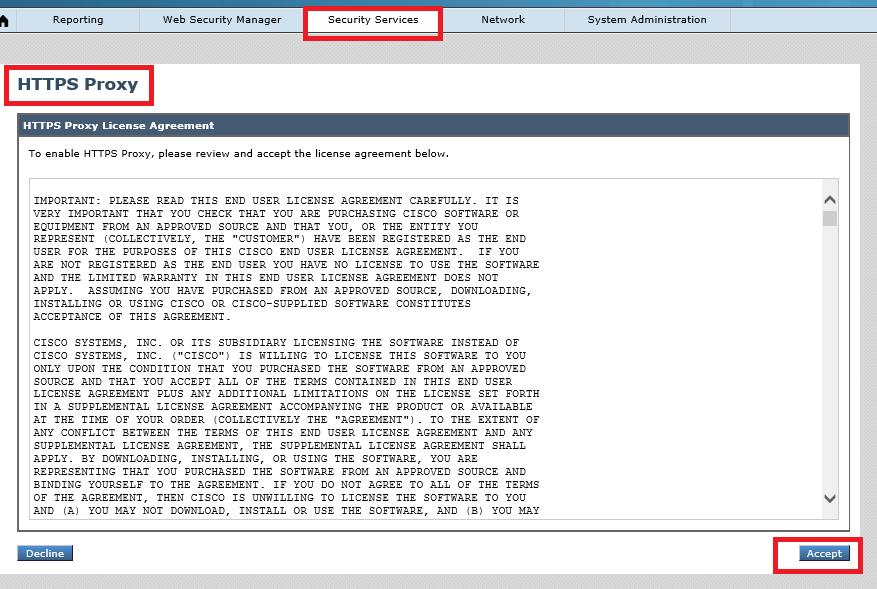 Reporting
Web Security Manager
Security Services
Network
System Administration
HTTPS Proxy
HTTPS Proxy License Agreement
To enable HTTPS Proxy, please review and accept the license agreement below.
IMPORTANT: PLEASE READ THIS END USER LICENSE AGREEMENT CAREFULLY. IT IS
VERY IMPORTANT THAT YOU CHECK THAT YOU ARE PURCHASING CISCO SOFTWARE OR
EQUIPMENT FROM AN APPROVED SOURCE AND THAT YOU, OR THE ENTITY YOU
REPRESENT (COLLECTIVELY, THE "CUSTOMER") HAVE BEEN REGISTERED AS THE END
USER FOR THE PURPOSES OF THIS CISCO END USER LICENSE AGREEMENT.  IF YOU
ARE NOT REGISTERED AS THE END USER YOU HAVE NO LICENSE TO USE THE SOFTWARE
AND THE LIMITED WARRANTY IN THIS END USER LICENSE AGREEMENT DOES NOT
APPLY.  ASSUMING YOU HAVE PURCHASED FROM AN APPROVED SOURCE, DOWNLOADING,
INSTALLING OR USING CISCO OR CISCO-SUPPLIED SOFTWARE CONSTITUTES
ACCEPTANCE OF THIS AGREEMENT.
CISCO SYSTEMS, INC. OR ITS SUBSIDIARY LICENSING THE SOFTWARE INSTEAD OF
CISCO SYSTEMS, INC. ("CISCO") IS WILLING TO LICENSE THIS SOFTWARE TO YOU
ONLY UPON THE CONDITION THAT YOU PURCHASED THE SOFTWARE FROM AN APPROVED
SOURCE AND THAT YOU ACCEPT ALL OF THE TERMS CONTAINED IN THIS END USER
LICENSE AGREEMENT PLUS ANY ADDITIONAL LIMITATIONS ON THE LICENSE SET FORTH
IN A SUPPLEMENTAL LICENSE AGREEMENT ACCOMPANYING THE PRODUCT OR AVAILABLE
AT THE TIME OF YOUR ORDER (COLLECTIVELY THE "AGREEMENT"). TO THE EXTENT OF
ANY CONFLICT BETWEEN THE TERMS OF THIS END USER LICENSE AGREEMENT AND ANY
SUPPLEMENTAL LICENSE AGREEMENT, THE SUPPLEMENTAL LICENSE AGREEMENT SHALL
APPLY. BY DOWNLOADING, INSTALLING, OR USING THE SOFTWARE, YOU ARE
REPRESENTING THAT YOU PURCHASED THE SOFTWARE FROM AN APPROVED SOURCE AND
BINDING YOURSELF TO THE AGREEMENT. IF YOU DO NOT AGREE TO ALL OF THE TERMS
OF THE AGREEMENT, THEN CISCO IS UNWILLING TO LICENSE THE SOFTWARE TO YOU
AND (A) YOU MAY NOT DOWNLOAD, INSTALL OR USE THE SOFTWARE, AND (B) YOU MAY
Decline
Accept